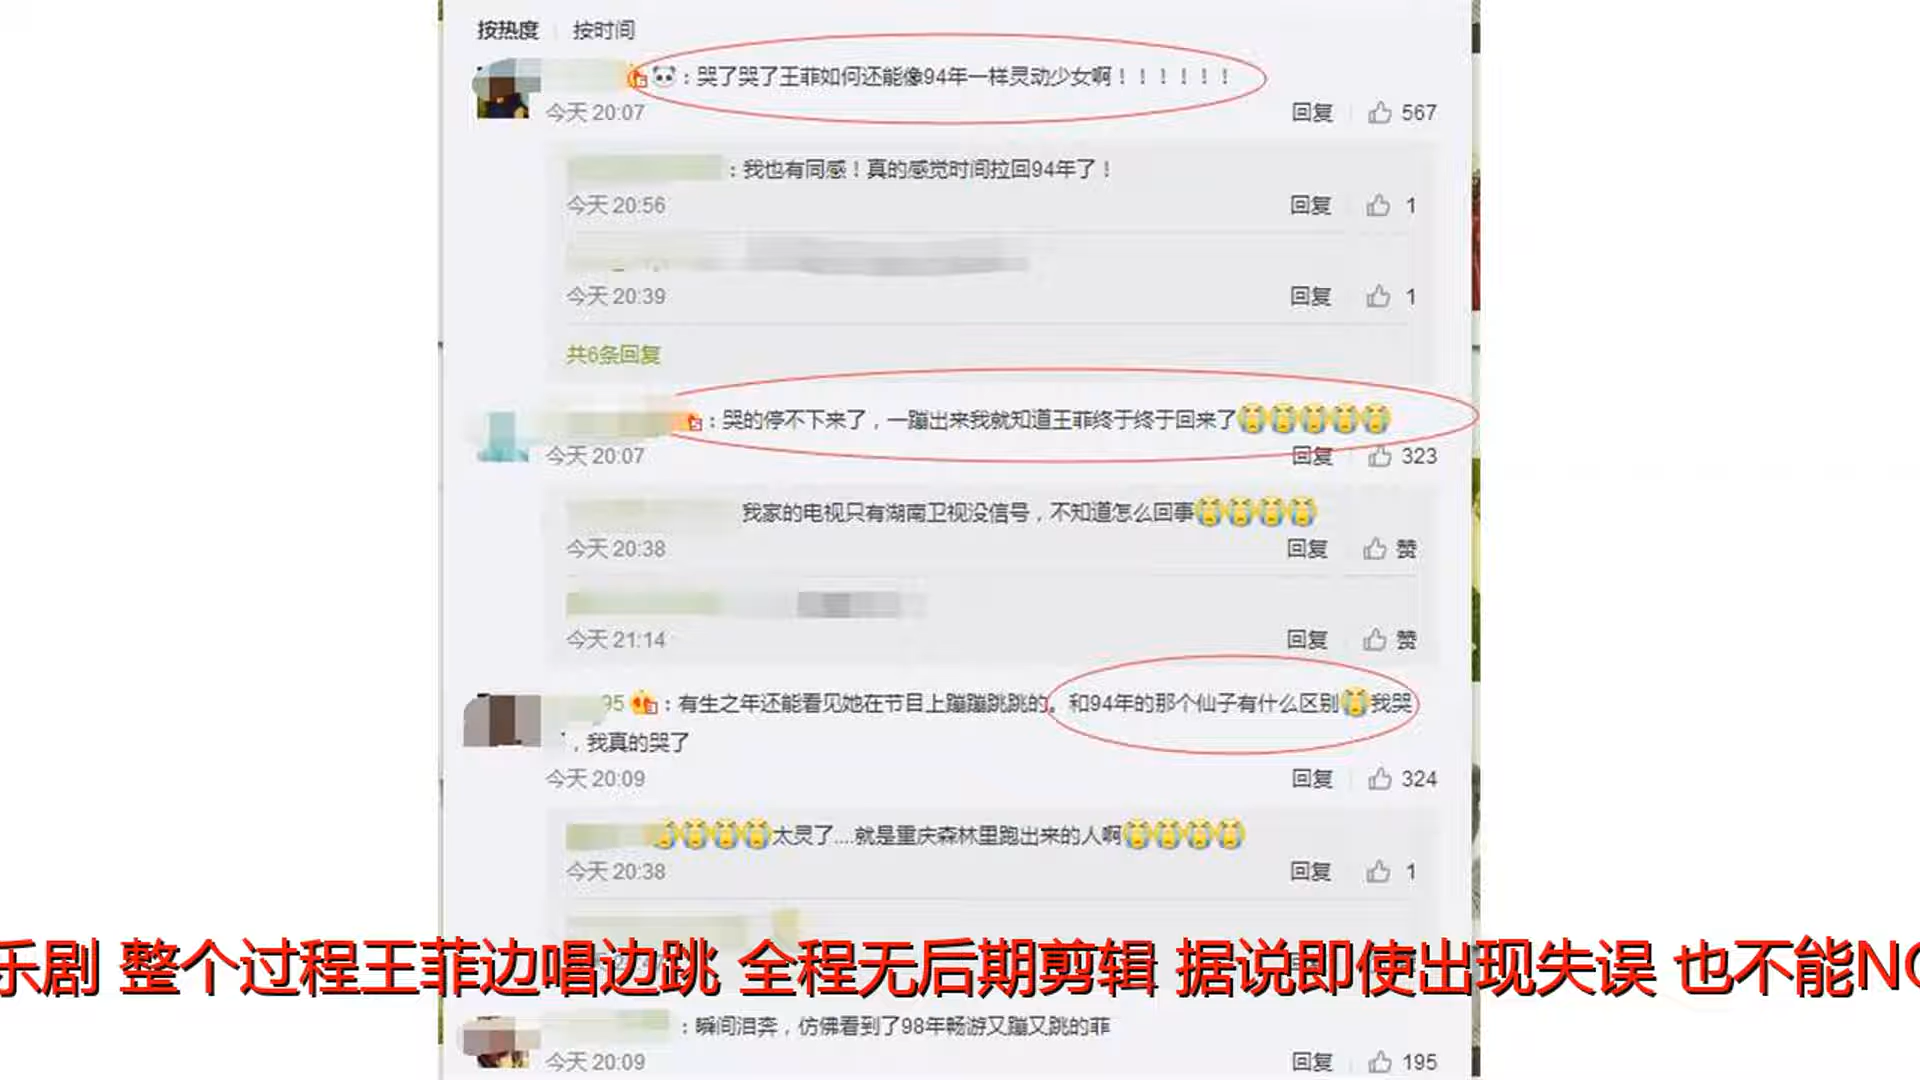 按热度 按时间
：哭了哭了王菲如何还能像94年一样灵动少女啊！！！！！！
今天 20:07 回复 567
：我也有同感！真的感觉时间拉回94年了！
今天 20:56 回复 1
今天 20:39 回复 1
共6条回复
：哭的停不下来了，一蹦出来我就知道王菲终于终于回来了😭😭😭😭😭
今天 20:07 回复 323
我家的电视只有湖南卫视没信号，不知道怎么回事😭😭😭😭
今天 20:38 回复 赞
今天 21:14 回复 赞
95：有生之年还能看见她在节目上蹦蹦跳跳的。和94年的那个仙子有什么区别😭我哭
，我真的哭了
今天 20:09 回复 324
😭😭😭😭太灵了....就是重庆森林里跑出来的人啊😭😭😭😭
今天 20:38 回复 1
乐剧 整个过程王菲边唱边跳 全程无后期剪辑 据说即使出现失误 也不能NG
：瞬间泪奔，仿佛看到了98年畅游又蹦又跳的菲
今天 20:09 回复 195